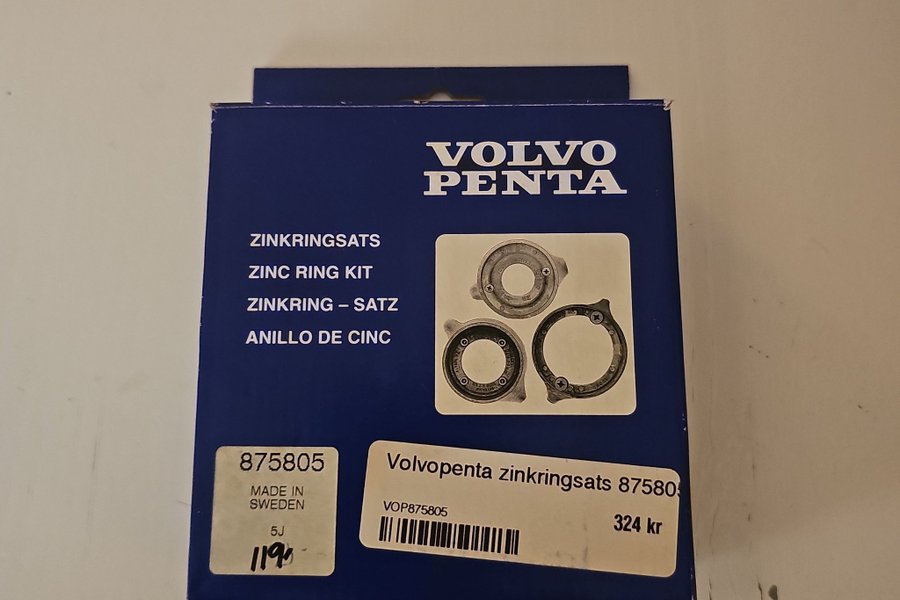 VOLVO
PENTA
ZINKRINGSATS
ZINC RING KIT
ZINKRING – SATZ
ANILLO DE CINC
875805
MADE IN
SWEDEN
5J
Volvopenta zinkringsats 875805
VOP875805
324 kr